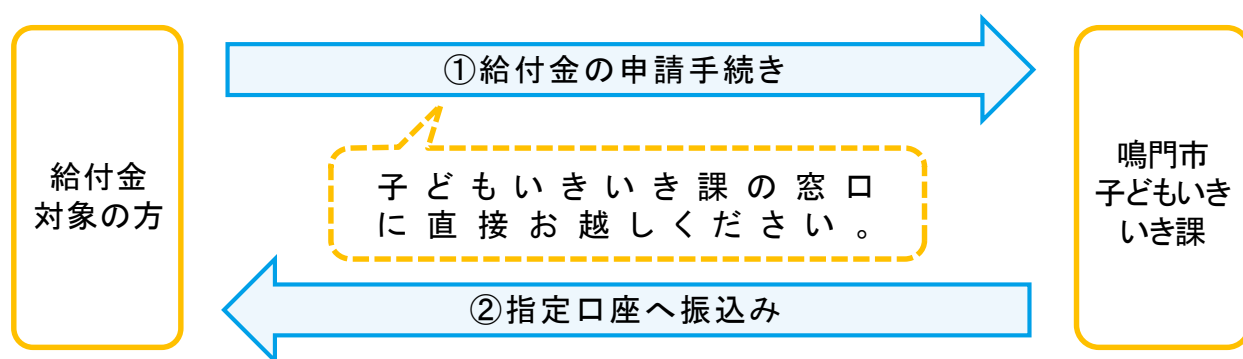 ①給付金の申請手続き
給付金
対象の方
子どもいきいき課の窓口
に直接お越しください。
鳴門市
子どもいき
いき課
②指定口座へ振込み